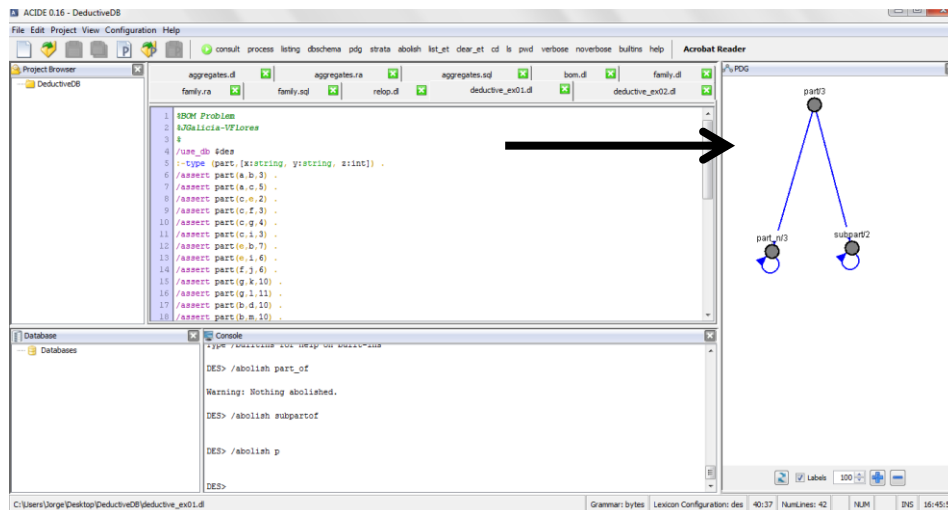 ACIDE 0.16 - DeductiveDB
File Edit Project View Configuration Help
consult process listing dbschema pdg strata abolish list_et clear_et cd ls pwd verbose noverbose builtins help Acrobat Reader
Project Browser
DeductiveDB
aggregates.dl aggregates.ra aggregates.sql bom.dl family.dl
family.ra family.sql relop.dl deductive_ex01.dl deductive_ex02.dl
1 %BOM Problem
2 %JGalicia-VFlores
3 %
4 /use_db $des
5 :-type (part,[x:string, y:string, z:int]) .
6 /assert part(a,b,3) .
7 /assert part(a,c,5) .
8 /assert part(c,e,2) .
9 /assert part(c,f,3) .
10 /assert part(c,g,4) .
11 /assert part(c,i,3) .
12 /assert part(e,b,7) .
13 /assert part(e,i,6) .
14 /assert part(f,j,6) .
15 /assert part(g,k,10) .
16 /assert part(g,l,11) .
17 /assert part(b,d,10) .
18 /assert part(b,m,10) .
PDG
part/3
part_n/3
subpart/2
Labels 100
Database
Databases
Console
Type /builtins for help on built-ins
DES> /abolish part_of
Warning: Nothing abolished.
DES> /abolish subpartof
DES> /abolish p
DES>
C:\Users\Jorge\Desktop\DeductiveDB\deductive_ex01.dl
Grammar: bytes Lexicon Configuration: des 40:37 NumLines: 42 NUM INS 16:45:5